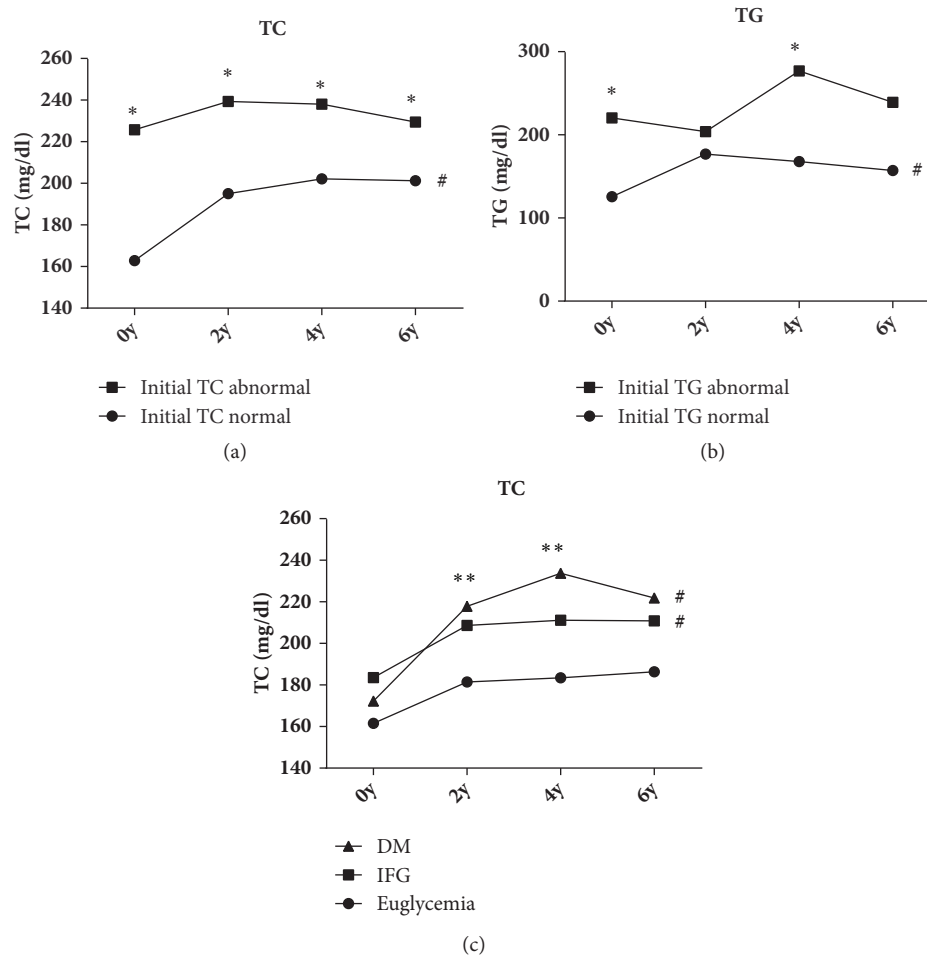 TC
260
240
220
200
180
160
140
TC (mg/dl)
* * * *
#
0y 2y 4y 6y
Initial TC abnormal
Initial TC normal
(a)
TG
300
200
100
0
TG (mg/dl)
* *
#
0y 2y 4y 6y
Initial TG abnormal
Initial TG normal
(b)
TC
260
240
220
200
180
160
140
TC (mg/dl)
** **
#
#
0y 2y 4y 6y
DM
IFG
Euglycemia
(c)